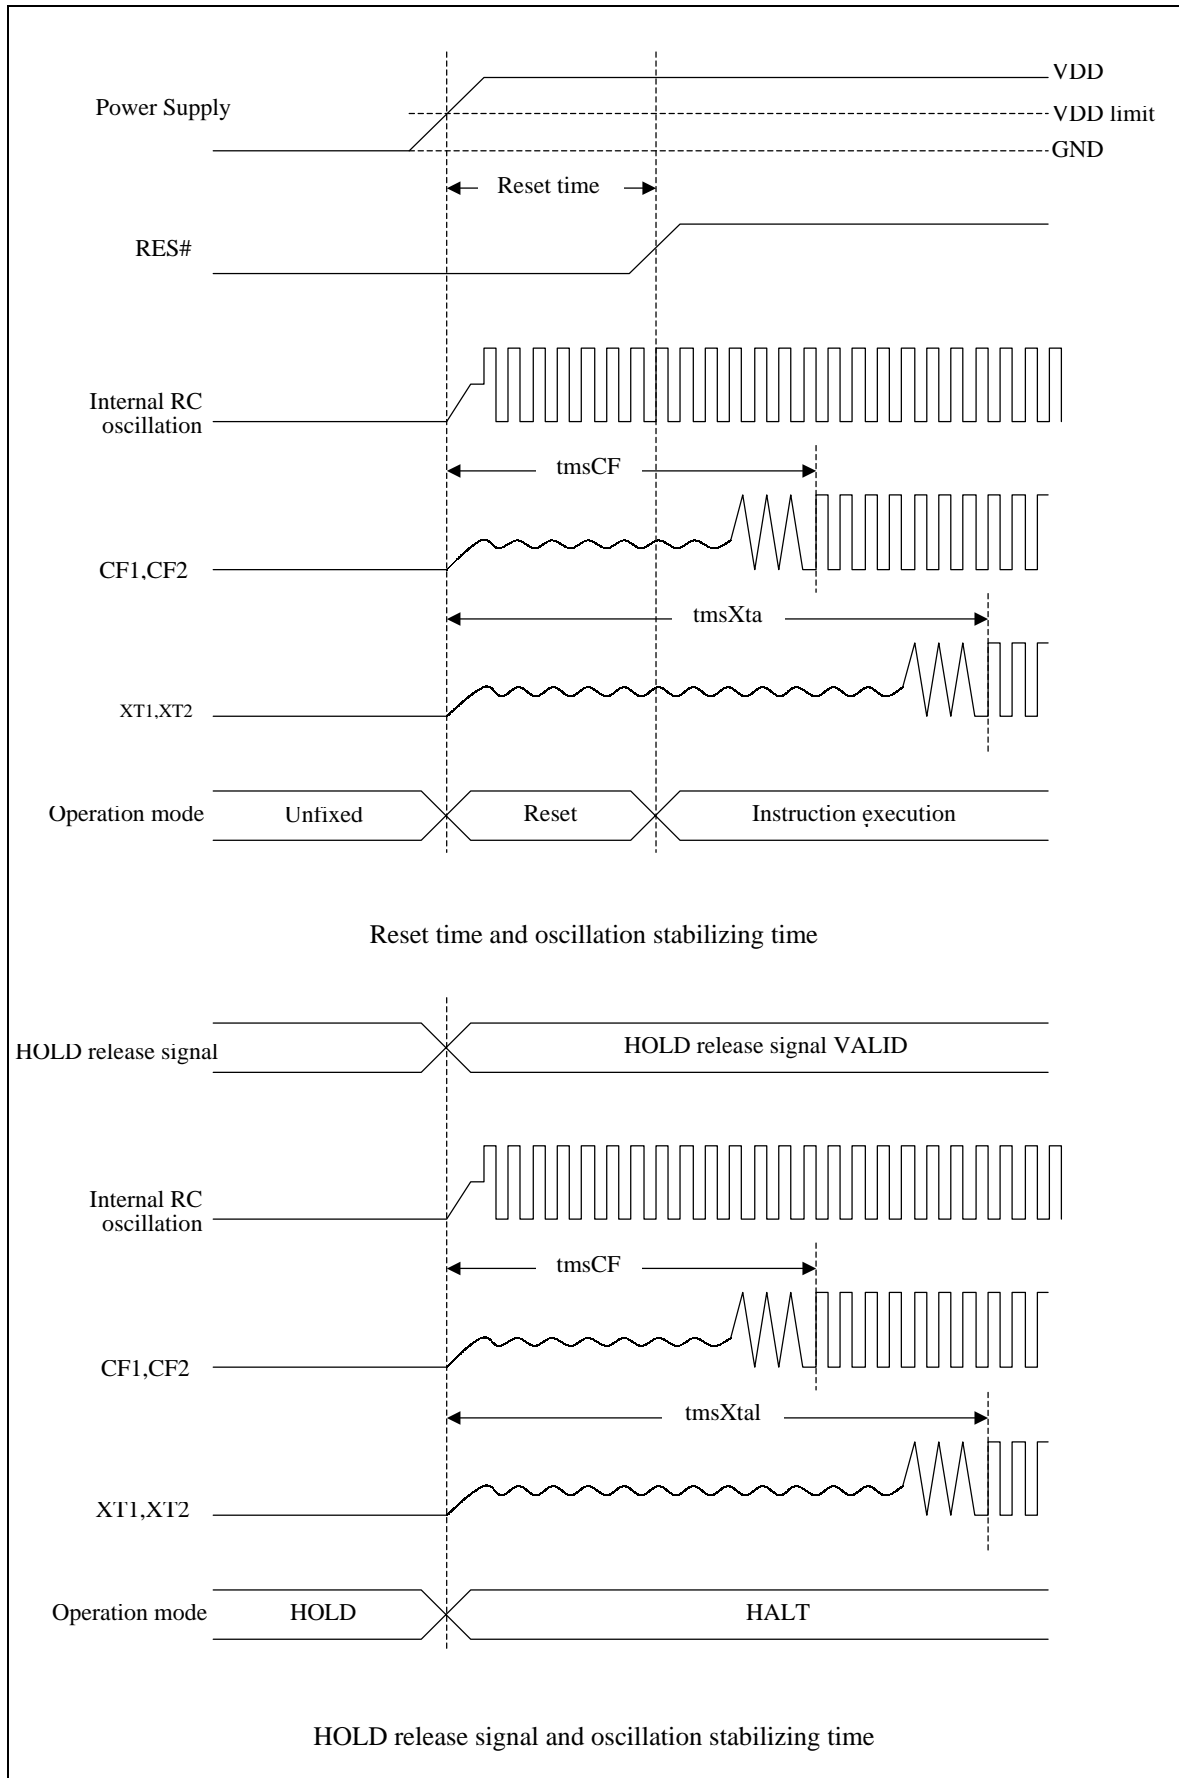 VDD
Power Supply
VDD limit
GND
Reset time
RES#
Internal RC
oscillation
tmsCF
CF1,CF2
tmsXta
XT1,XT2
Operation mode
Unfixed
Reset
Instruction execution
Reset time and oscillation stabilizing time
HOLD release signal
HOLD release signal VALID
Internal RC
oscillation
tmsCF
CF1,CF2
tmsXtal
XT1,XT2
Operation mode
HOLD
HALT
HOLD release signal and oscillation stabilizing time